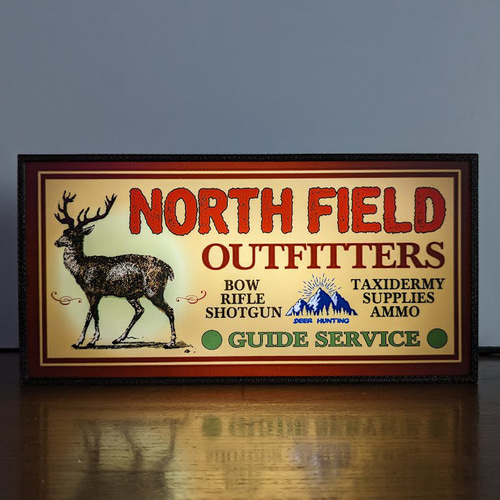 NORTH FIELD
OUTFITTERS
BOW
RIFLE
SHOTGUN
DEER HUNTING
TAXIDERMY
SUPPLIES
AMMO
GUIDE SERVICE